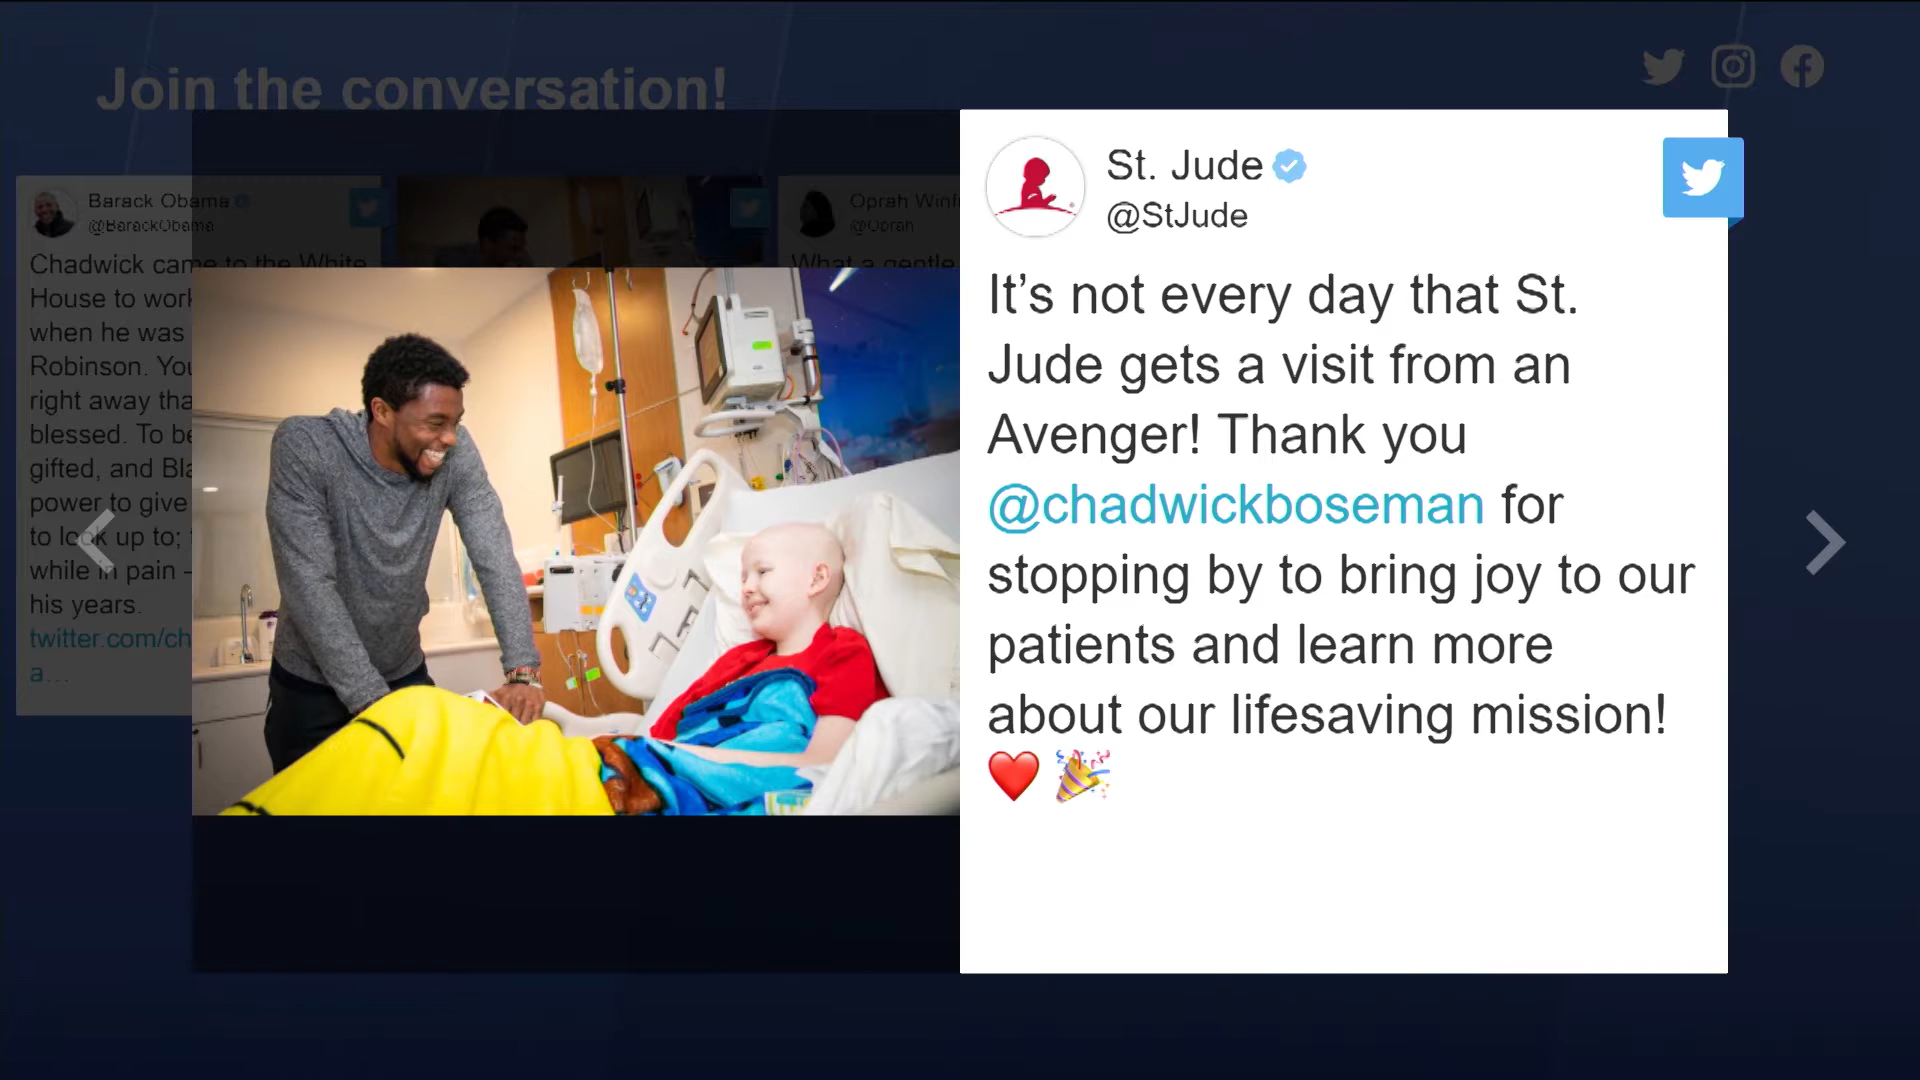 Join the conversation!
Barack Obama
@BarackObama
Chadwick came to the White
House to work
when he was
Robinson. You
right away tha
blessed. To be
gifted, and Bla
power to give
to look up to;
while in pain -
his years.
twitter.com/ch
a...
Oprah Winf
@Oprah
What a gentle
St. Jude
@StJude
It’s not every day that St.
Jude gets a visit from an
Avenger! Thank you
@chadwickboseman for
stopping by to bring joy to our
patients and learn more
about our lifesaving mission!
❤️ 🎉